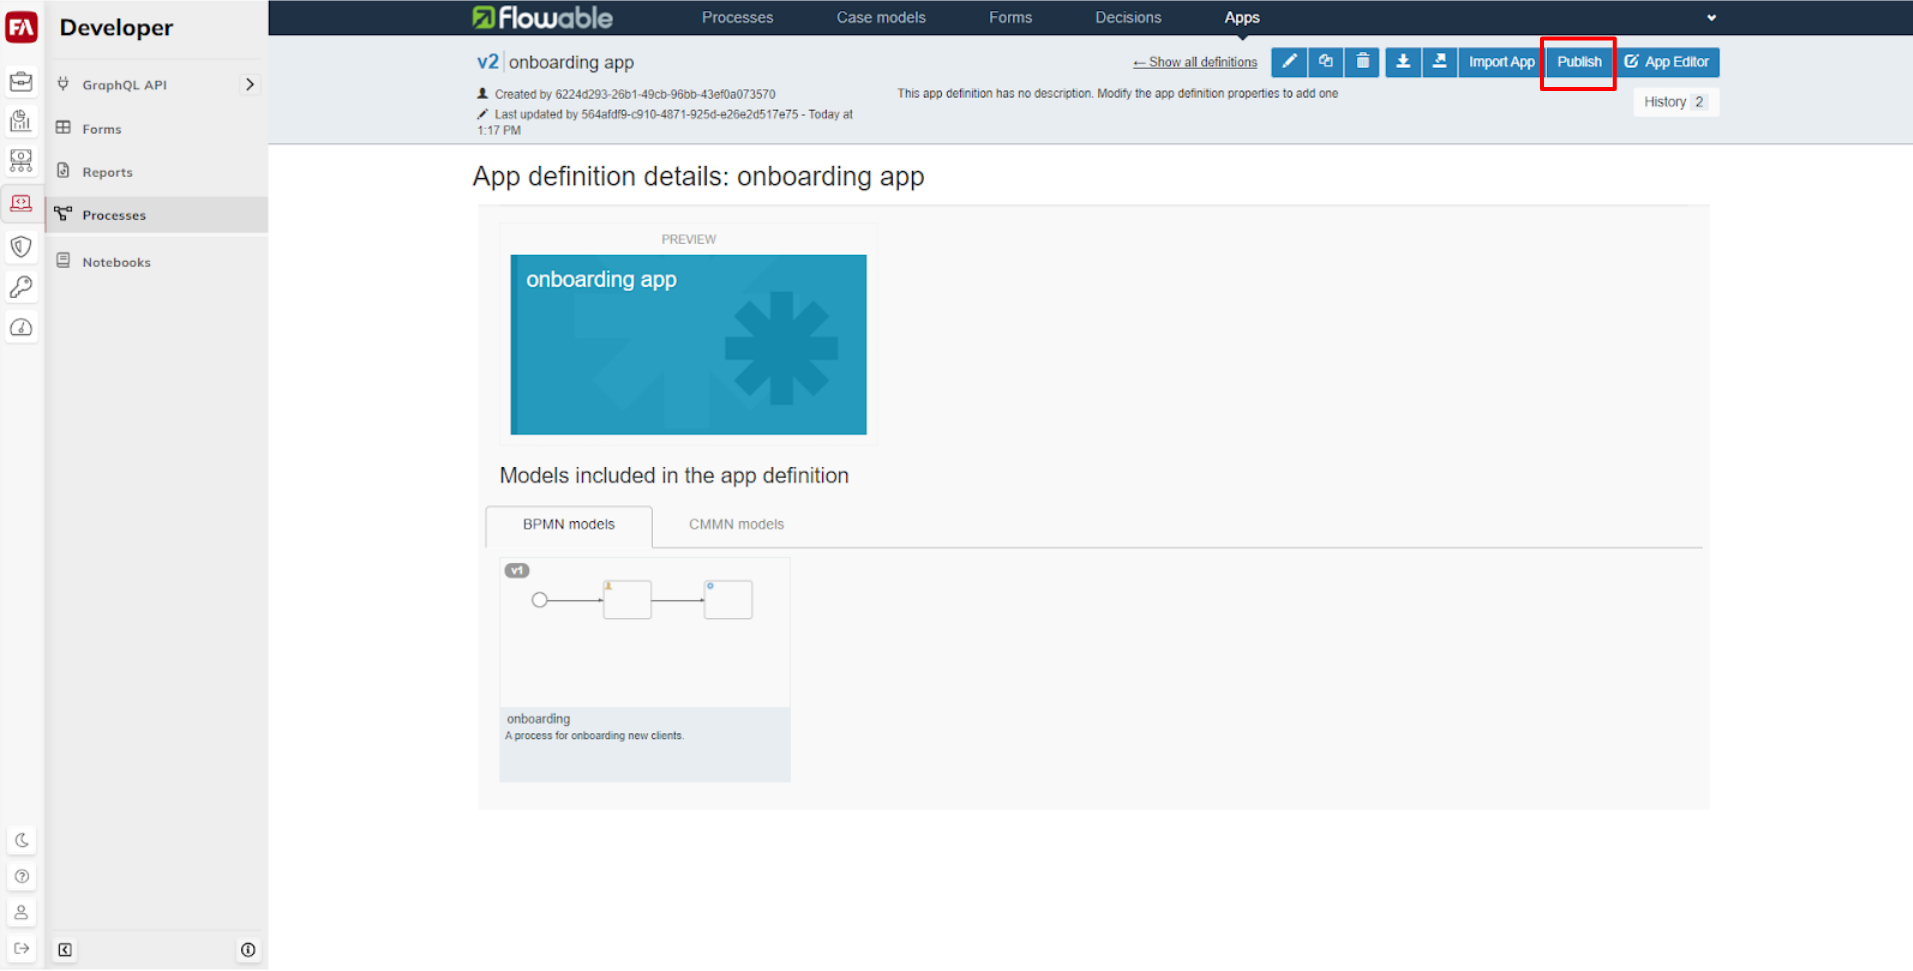 FA
Developer
GraphQL API
Forms
Reports
Processes
Notebooks
flowable
Processes
Case models
Forms
Decisions
Apps
v2 onboarding app
← Show all definitions
Import App
Publish
App Editor
Created by 6224d293-26b1-49cb-96bb-43ef0a073570
Last updated by 564afdf9-c910-4871-925d-e26e2d517e75 - Today at
1:17 PM
This app definition has no description. Modify the app definition properties to add one
History 2
App definition details: onboarding app
PREVIEW
onboarding app
Models included in the app definition
BPMN models
CMMN models
v1
onboarding
A process for onboarding new clients.